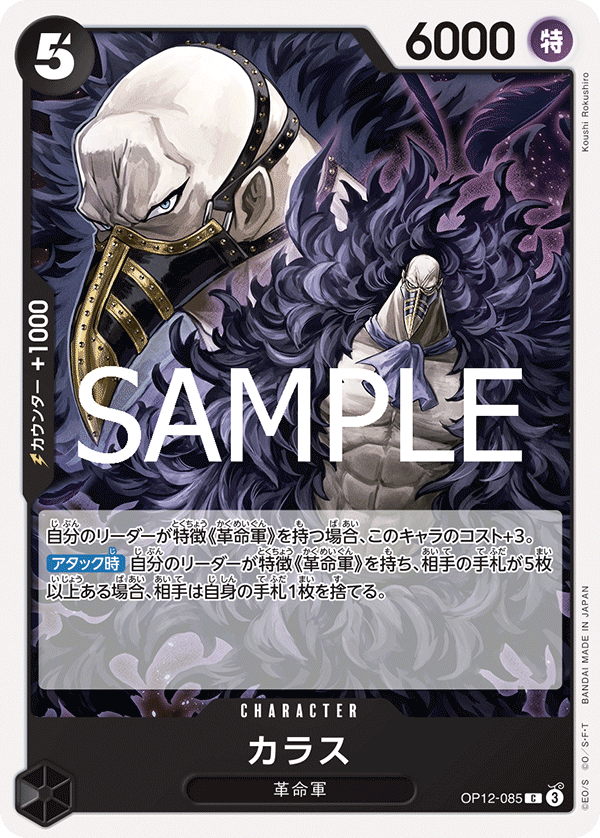 5
6000
特
Koushi Rokushiro
カウンター +1000
SAMPLE
自分のリーダーが特徴《革命軍》を持つ場合、このキャラのコスト+3。
アタック時 自分のリーダーが特徴《革命軍》を持ち、相手の手札が5枚
以上ある場合、相手は自身の手札1枚を捨てる。
CHARACTER
カラス
革命軍
OP12-085 C 3
©E.O/S ©O/S・F・T BANDAI MADE IN JAPAN